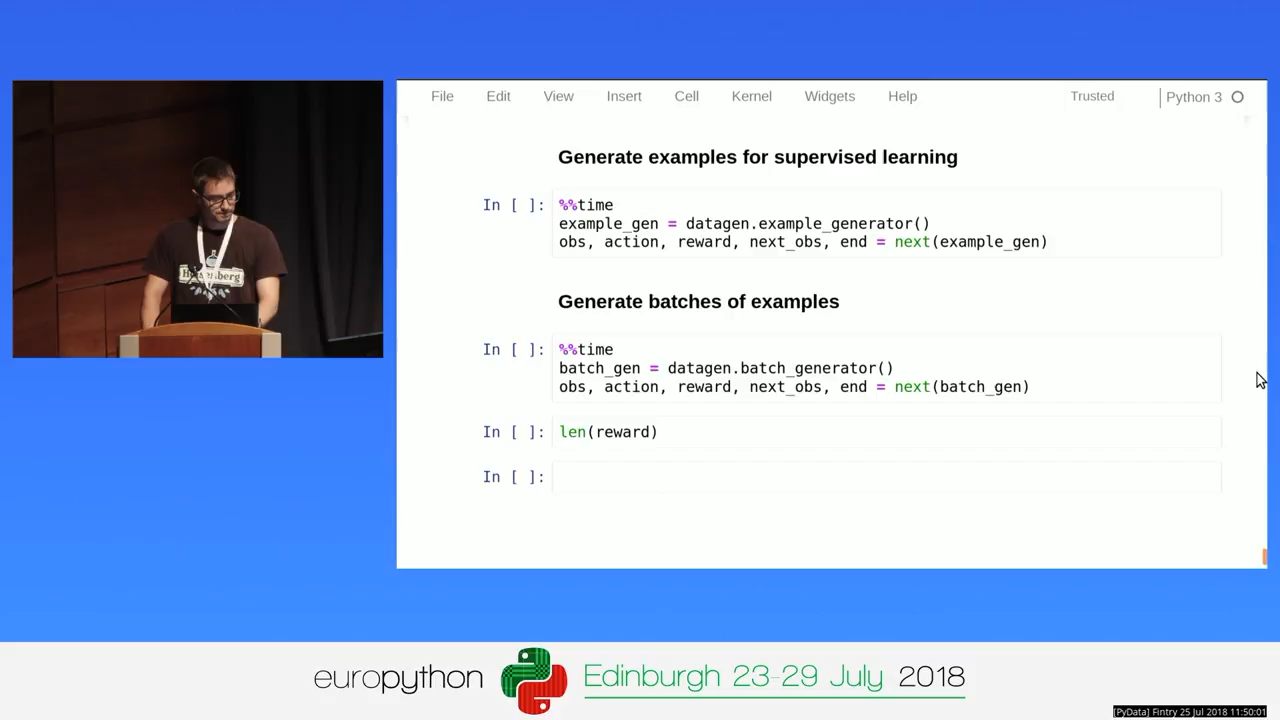 File Edit View Insert Cell Kernel Widgets Help Trusted Python 3
Generate examples for supervised learning
In [ ]: %%time
example_gen = datagen.example_generator()
obs, action, reward, next_obs, end = next(example_gen)
Generate batches of examples
In [ ]: %%time
batch_gen = datagen.batch_generator()
obs, action, reward, next_obs, end = next(batch_gen)
In [ ]: len(reward)
In [ ]:
europython Edinburgh 23-29 July 2018
[PyData] Fintry 25 Jul 2018 11:50:01